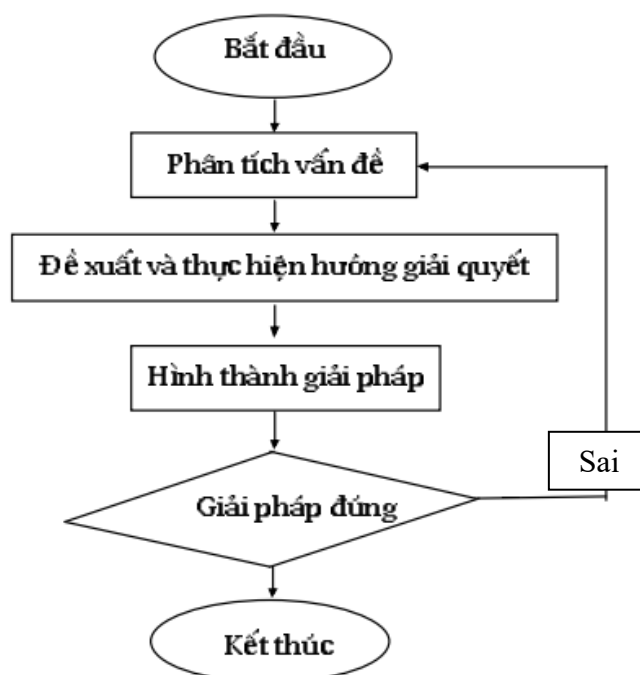 Bắt đầu
Phân tích vấn đề
Đề xuất và thực hiện hướng giải quyết
Hình thành giải pháp
Sai
Giải pháp đúng
Kết thúc